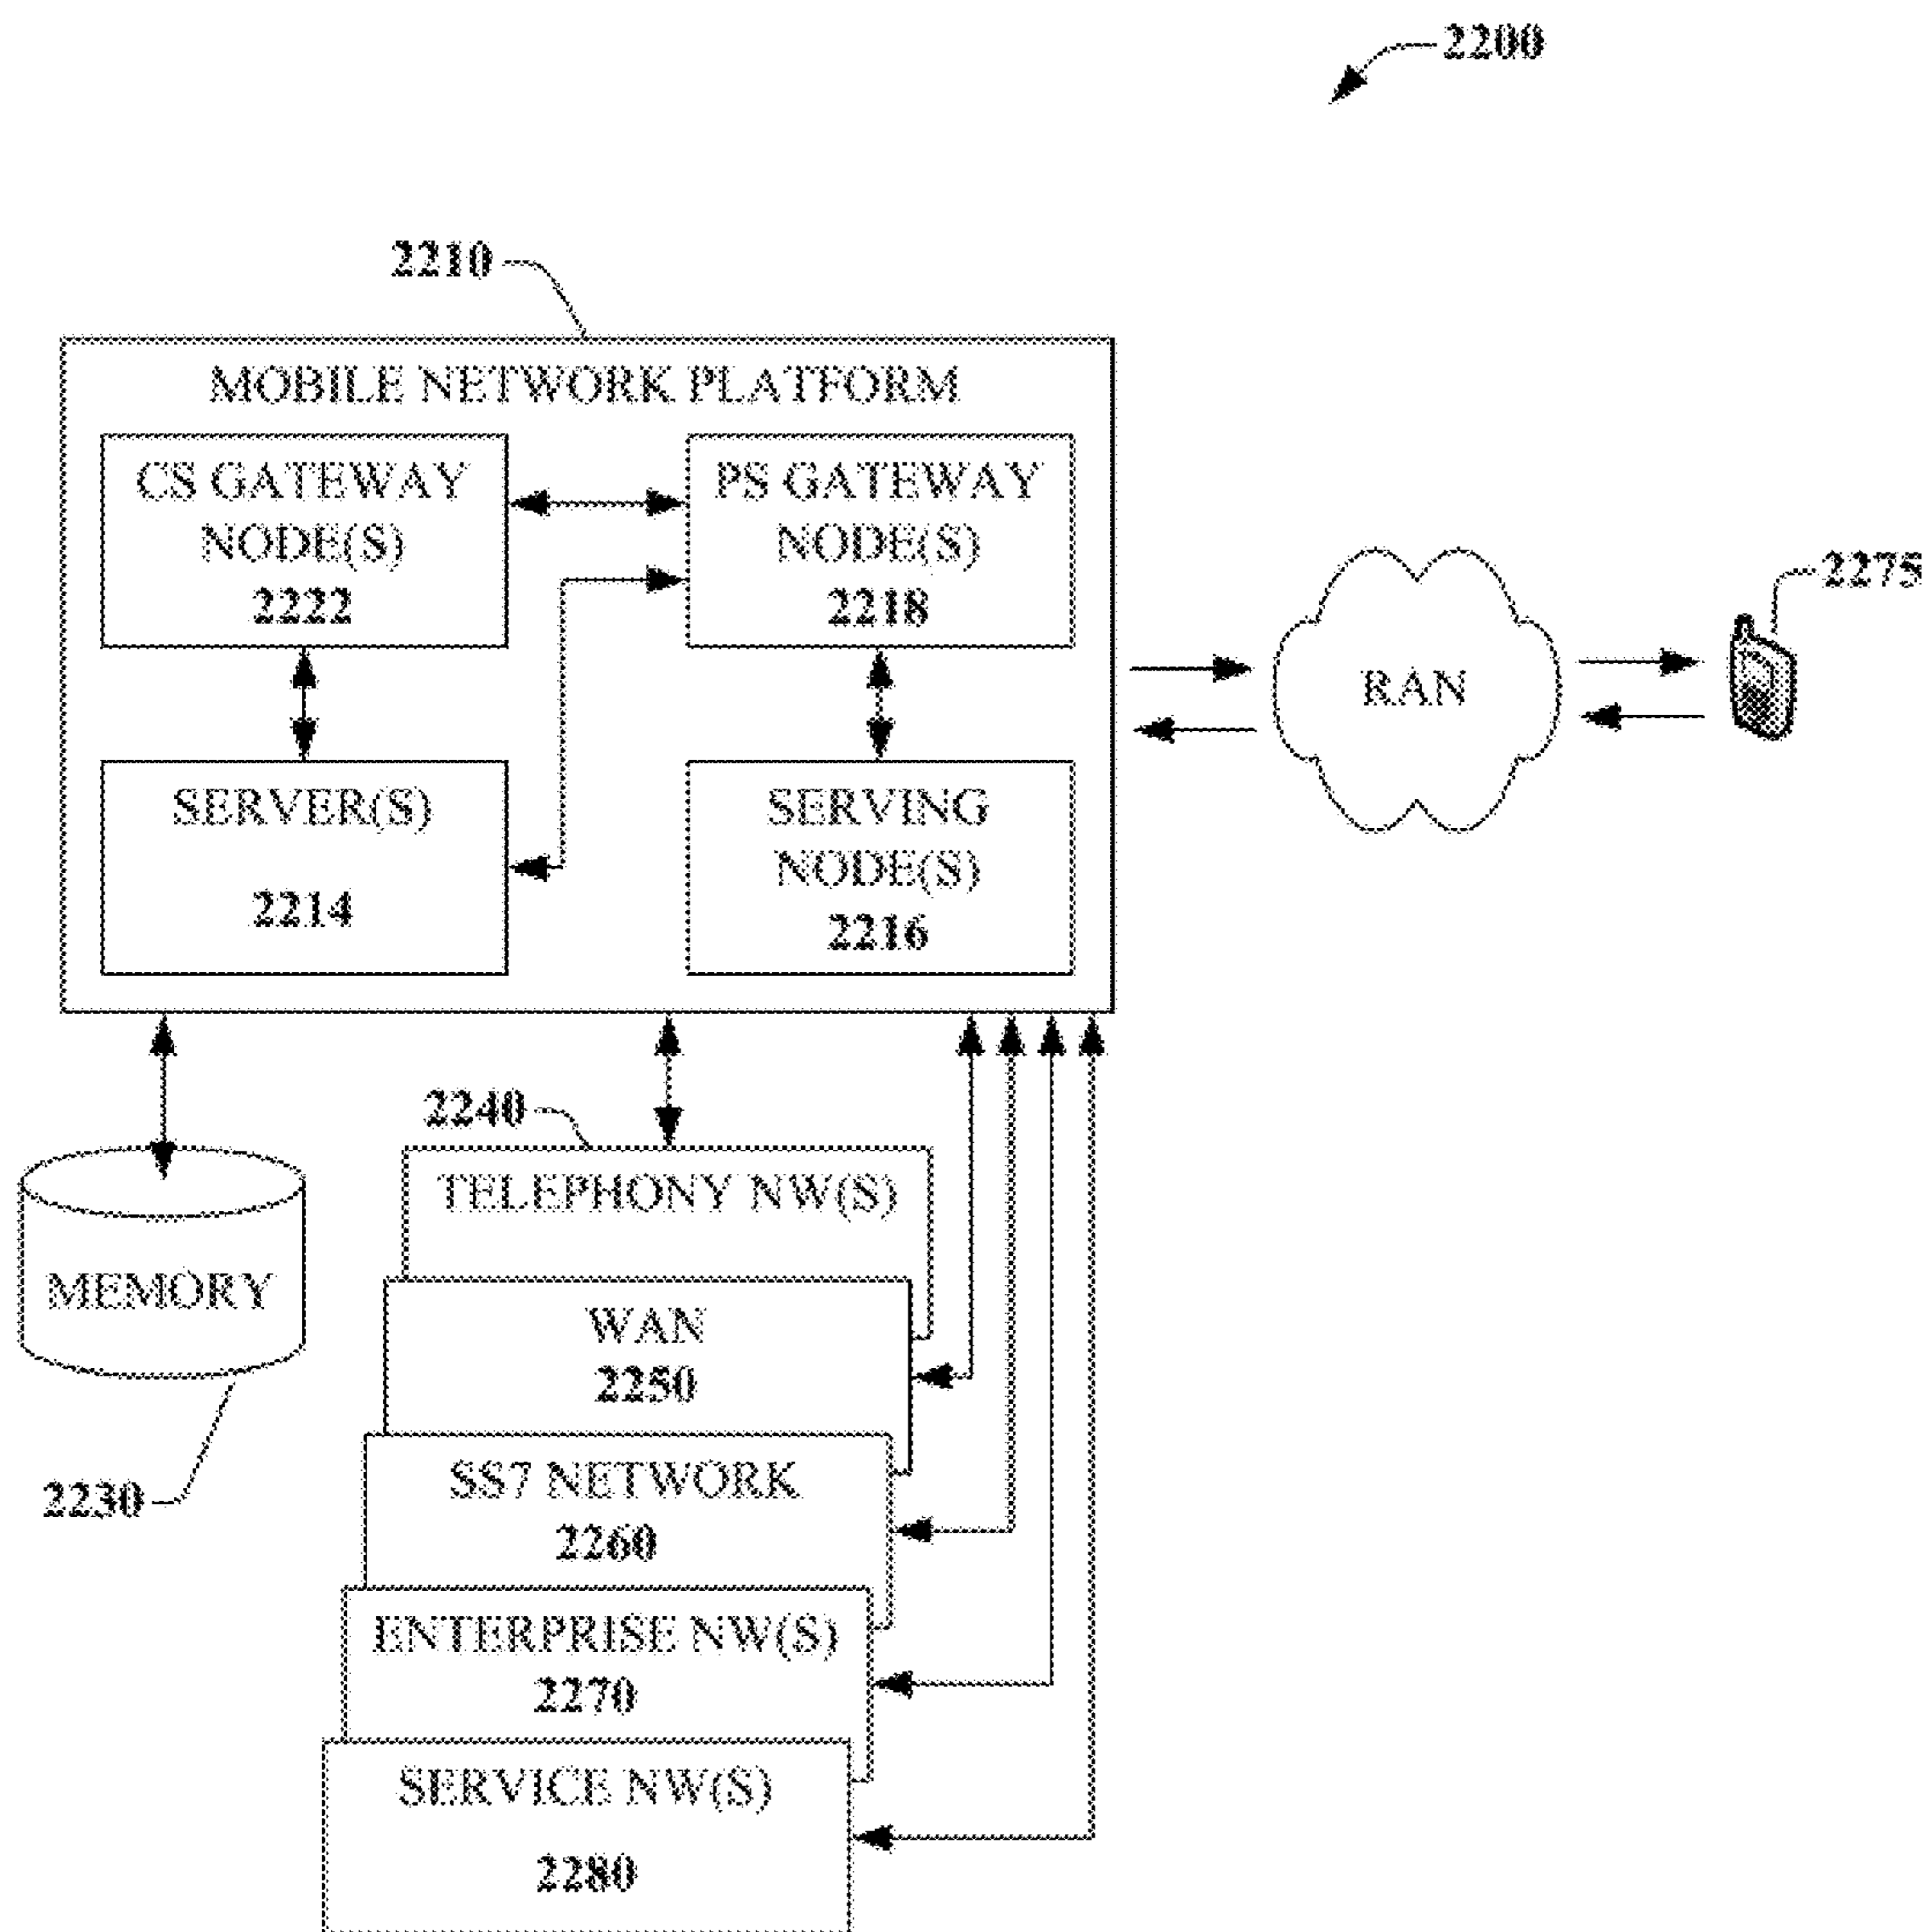 2200
2210
MOBILE NETWORK PLATFORM
CS GATEWAY
NODE(S)
2222
PS GATEWAY
NODE(S)
2218
SERVER(S)
2214
SERVING
NODE(S)
2216
RAN
2275
2240
TELEPHONY NW(S)
MEMORY
2230
WAN
2250
SS7 NETWORK
2260
ENTERPRISE NW(S)
2270
SERVICE NW(S)
2280